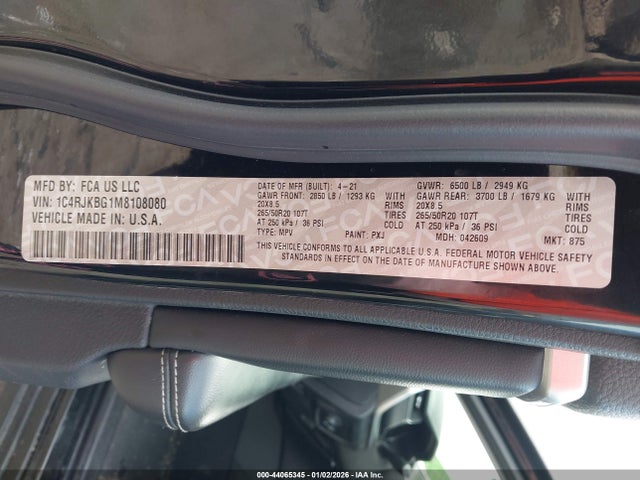 MFD BY: FCA US LLC
VIN: 1C4RJKBG1M8108080
VEHICLE MADE IN: U.S.A.
DATE OF MFR (BUILT): 4-21
GAWR FRONT: 2850 LB / 1293 KG WITH
20X8.5 RIMS
265/50R20 107T TIRES
AT 250 kPa / 36 PSI COLD
TYPE: MPV PAINT: PXJ
GVWR: 6500 LB / 2949 KG
GAWR REAR: 3700 LB / 1679 KG WITH
20X8.5 RIMS
265/50R20 107T TIRES
AT 250 kPa / 36 PSI COLD
MDH: 042609 MKT: 875
THIS VEHICLE CONFORMS TO ALL APPLICABLE U.S.A. FEDERAL MOTOR VEHICLE SAFETY
STANDARDS IN EFFECT ON THE DATE OF MANUFACTURE SHOWN ABOVE.
000-44065345 - 01/02/2026 - IAAI.COM